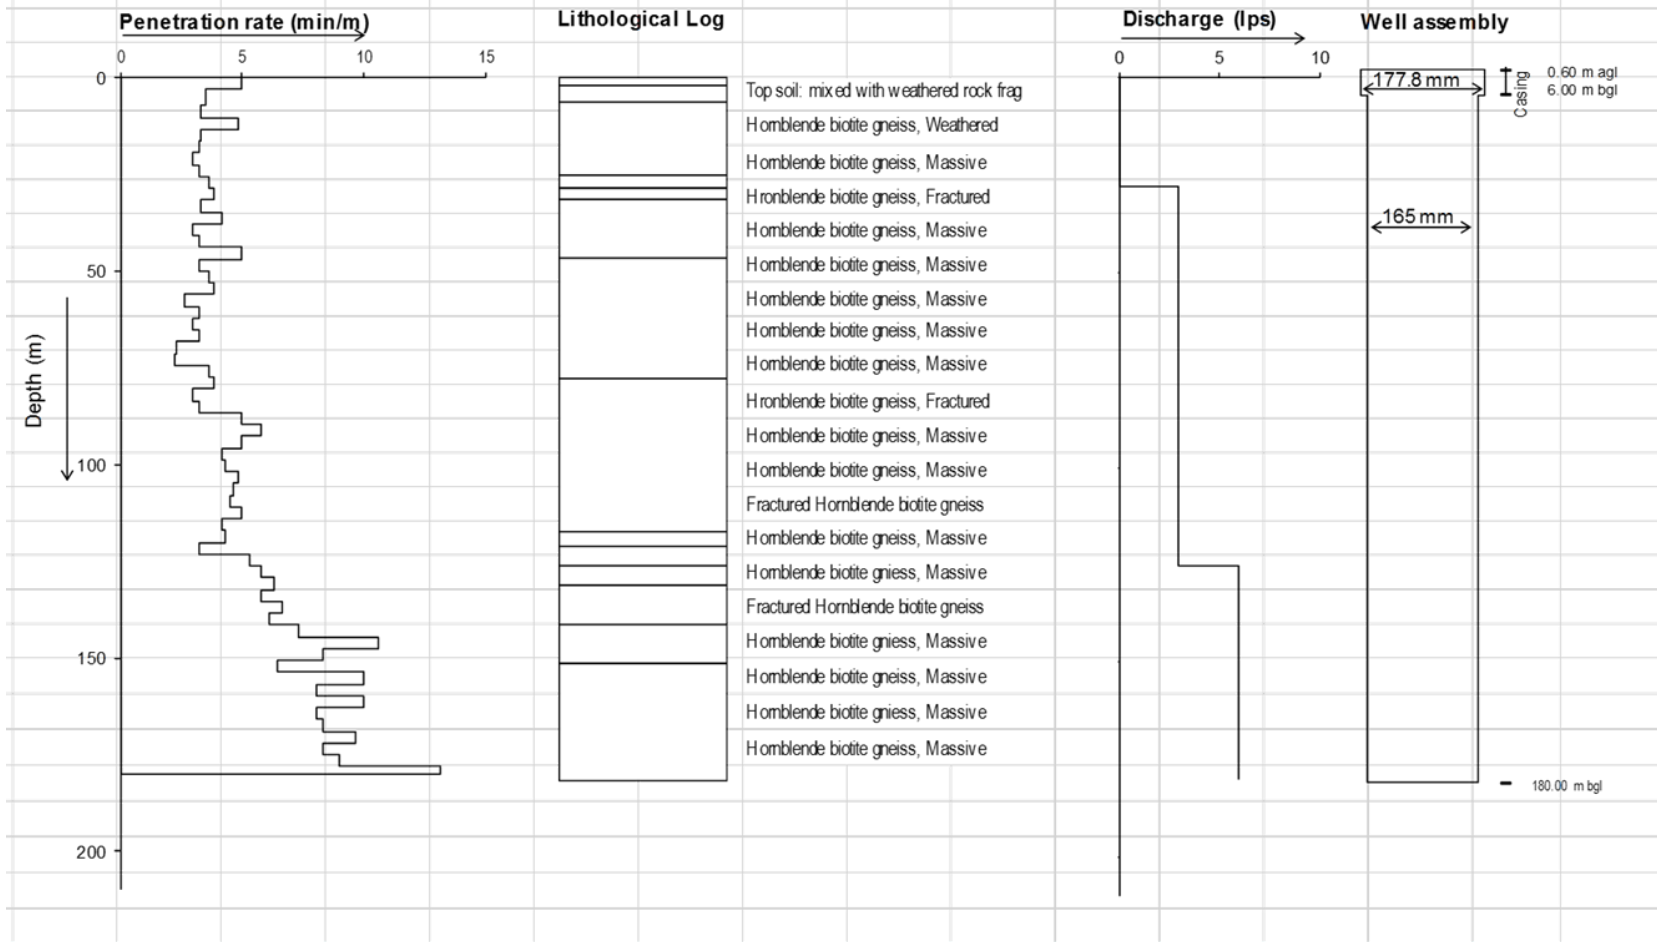 Penetration rate (min/m)
Lithological Log
Discharge (lps)
Well assembly
0 5 10 15
0 5 10
0
50
100
150
200
Depth (m)
Top soil: mixed with weathered rock frag
Hornblende biotite gneiss, Weathered
Hornblende biotite gneiss, Massive
Hronblende biotite gneiss, Fractured
Hornblende biotite gneiss, Massive
Hornblende biotite gneiss, Massive
Hornblende biotite gneiss, Massive
Hornblende biotite gneiss, Massive
Hornblende biotite gneiss, Massive
Hronblende biotite gneiss, Fractured
Hornblende biotite gneiss, Massive
Hornblende biotite gneiss, Massive
Fractured Hornblende biotite gneiss
Hornblende biotite gneiss, Massive
Hornblende biotite gniess, Massive
Fractured Hornblende biotite gneiss
Hornblende biotite gniess, Massive
Hornblende biotite gneiss, Massive
Hornblende biotite gniess, Massive
Hornblende biotite gneiss, Massive
177.8 mm
165 mm
Casing
0.60 m agl
6.00 m bgl
180.00 m bgl